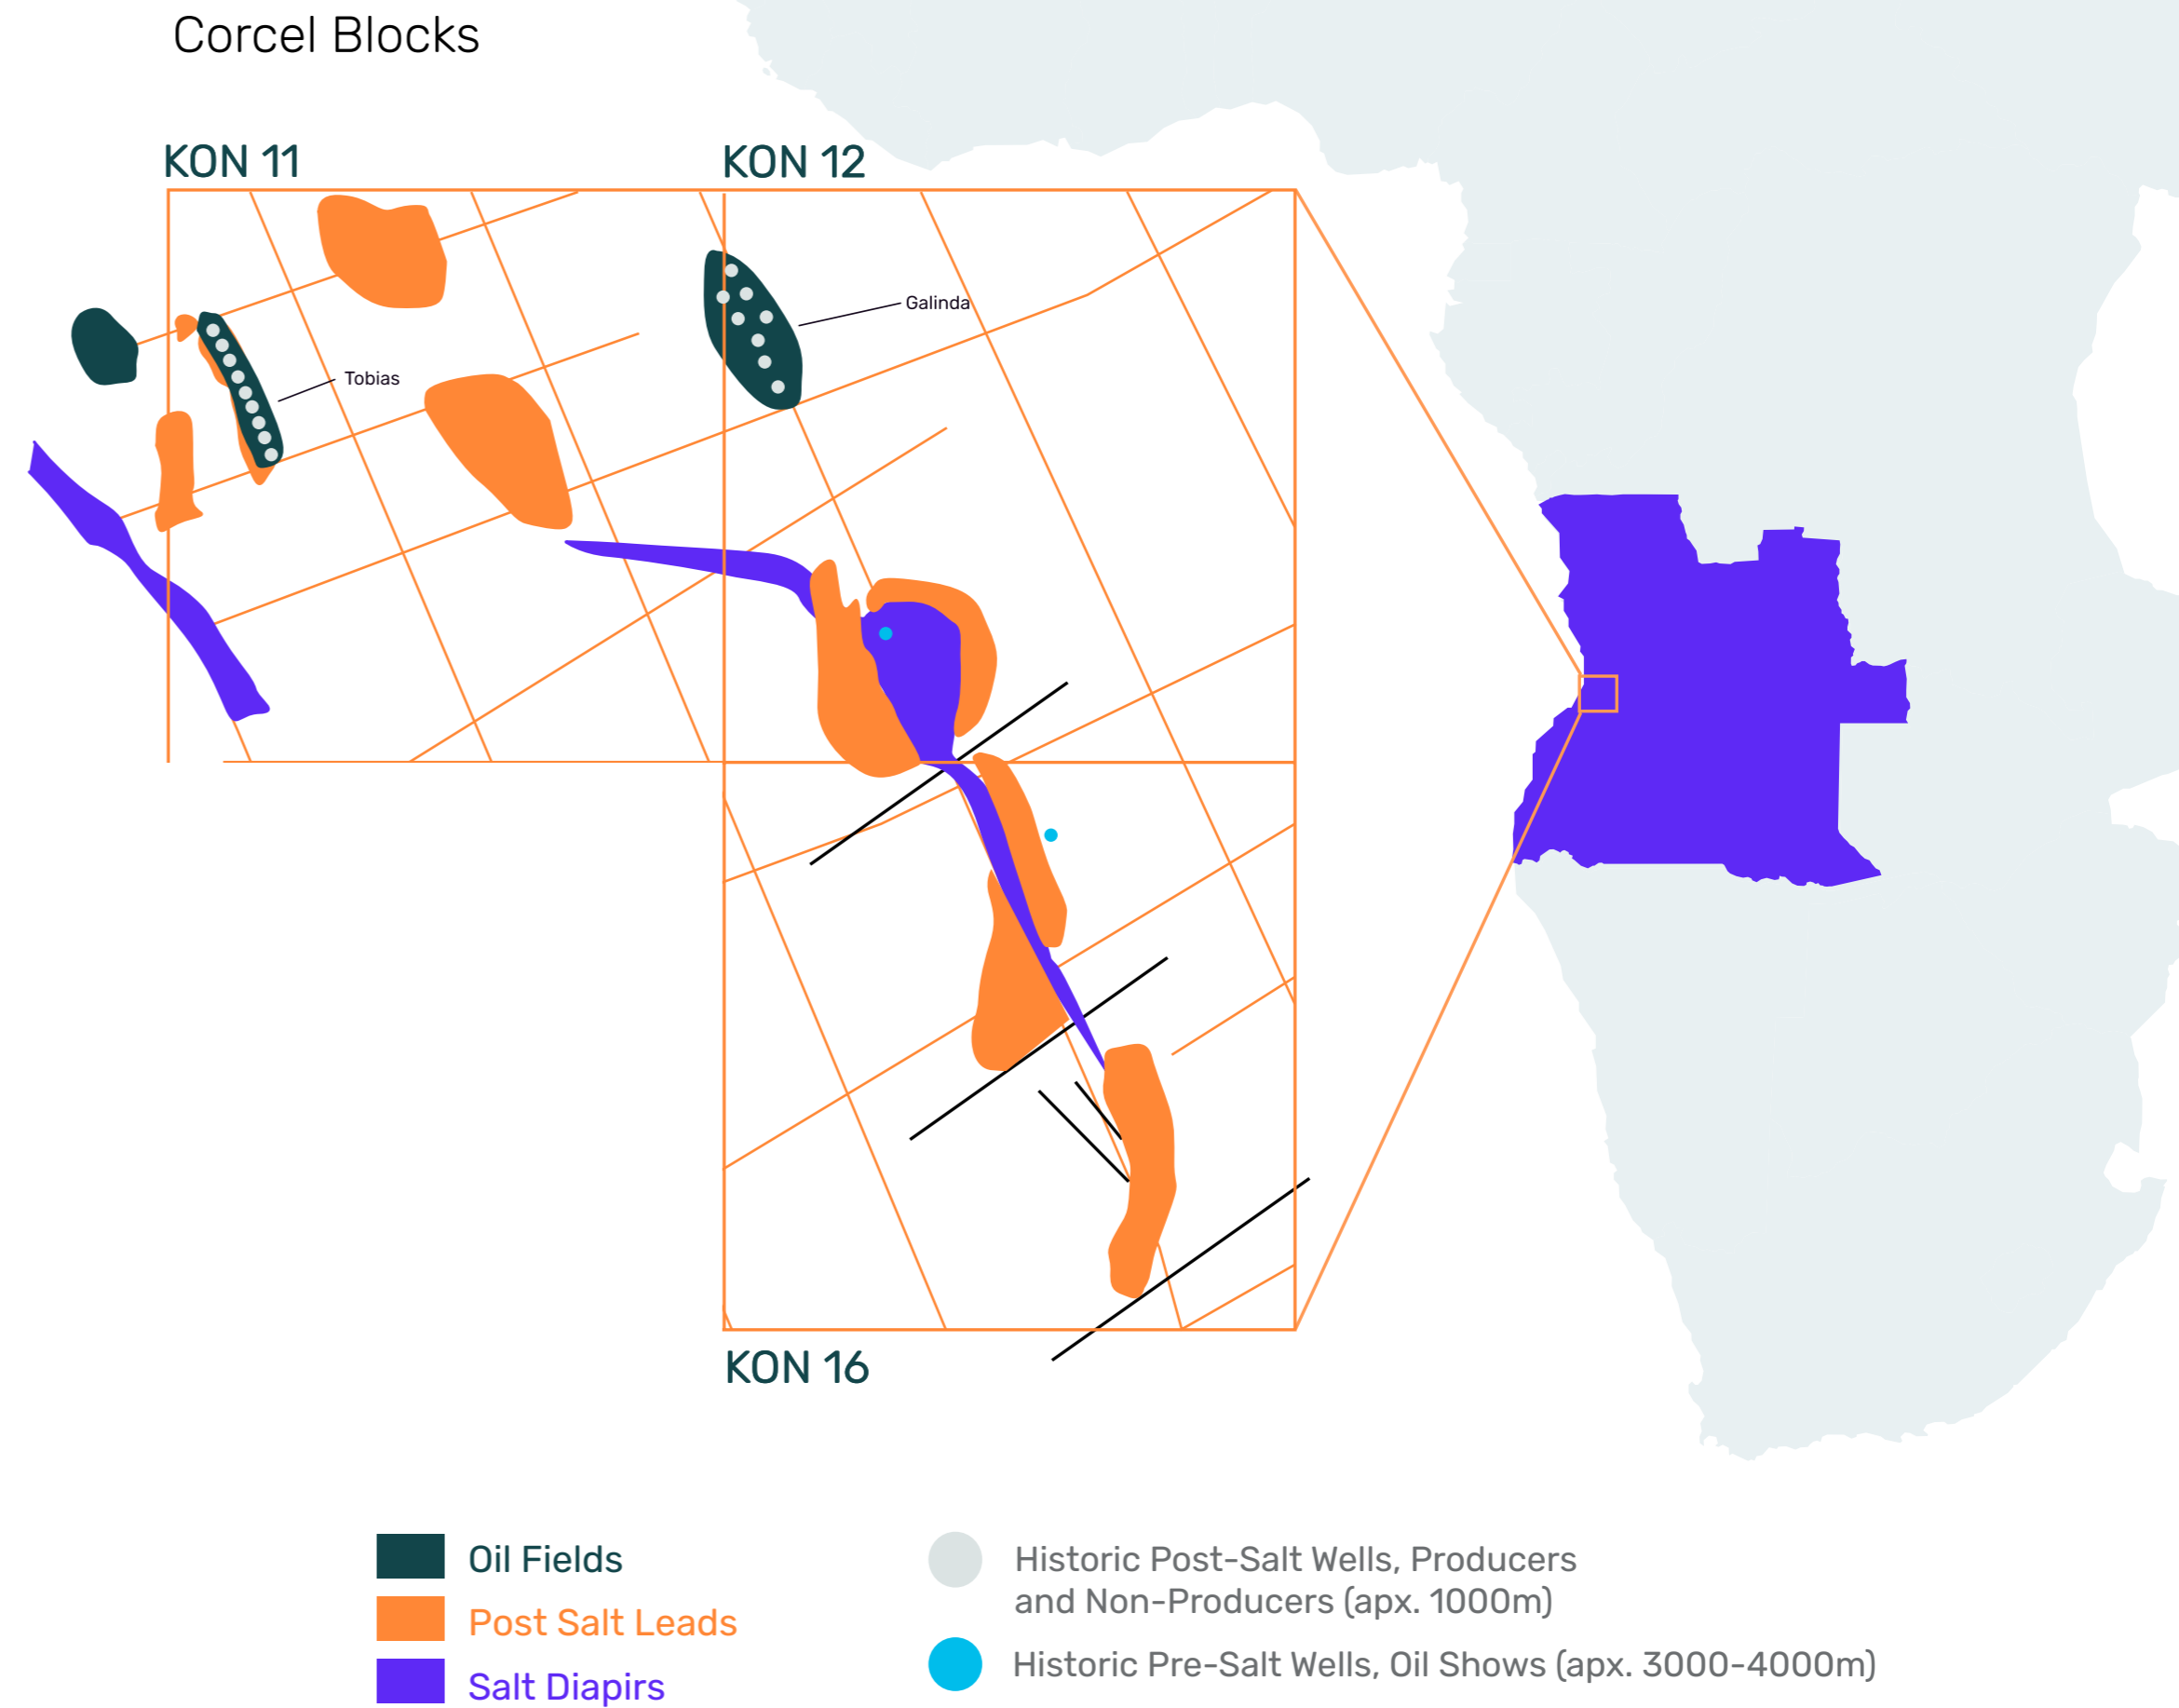 Corcel Blocks
KON 11
KON 12
Galinda
Tobias
KON 16
Oil Fields
Post Salt Leads
Salt Diapirs
Historic Post-Salt Wells, Producers
and Non-Producers (apx. 1000m)
Historic Pre-Salt Wells, Oil Shows (apx. 3000-4000m)